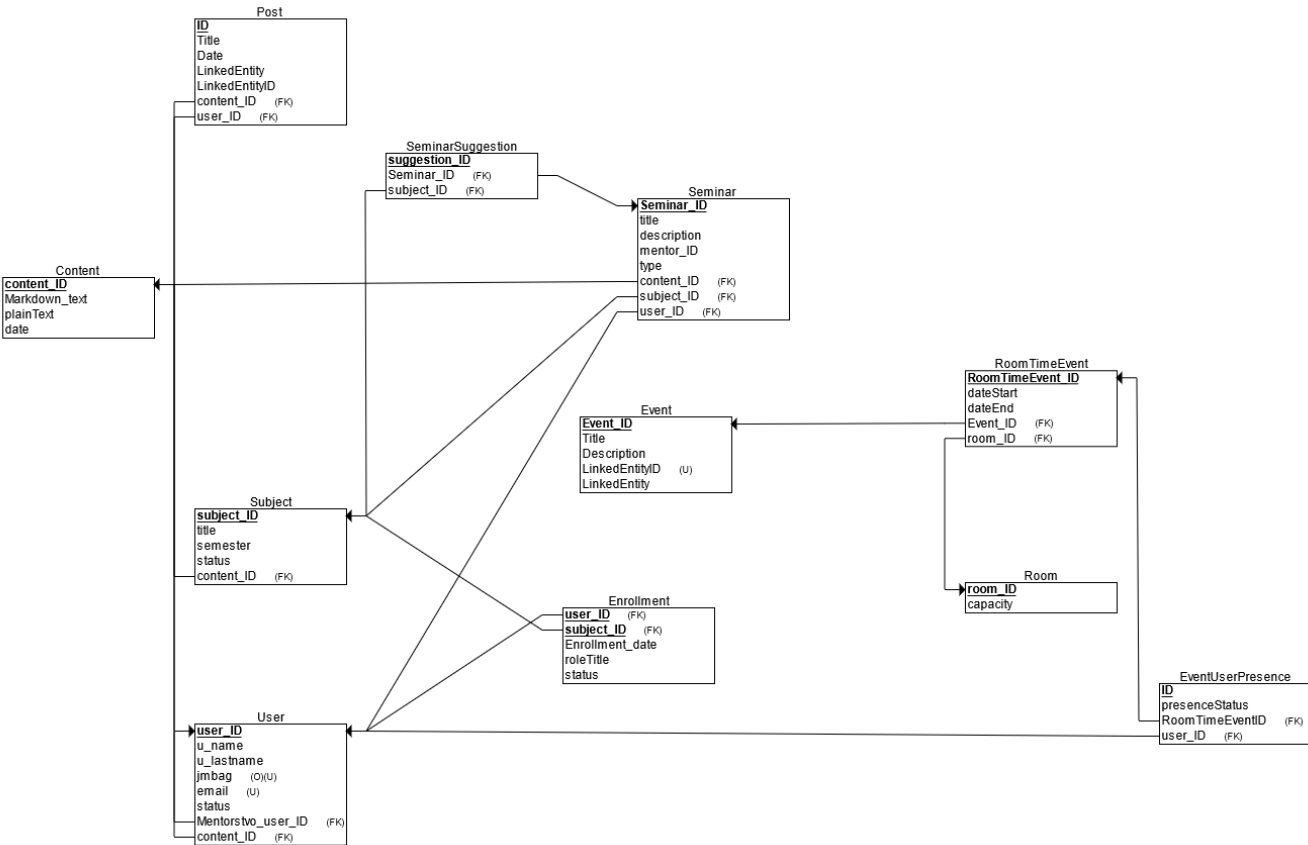 Post
ID
Title
Date
LinkedEntity
LinkedEntityID
content_ID (FK)
user_ID (FK)
SeminarSuggestion
suggestion_ID
Seminar_ID (FK)
subject_ID (FK)
Seminar
Seminar_ID
title
description
mentor_ID
type
content_ID (FK)
subject_ID (FK)
user_ID (FK)
Content
content_ID
Markdown_text
plainText
date
RoomTimeEvent
RoomTimeEvent_ID
dateStart
dateEnd
Event_ID (FK)
room_ID (FK)
Event
Event_ID
Title
Description
LinkedEntityID (U)
LinkedEntity
Subject
subject_ID
title
semester
status
content_ID (FK)
Room
room_ID
capacity
Enrollment
user_ID (FK)
subject_ID (FK)
Enrollment_date
roleTitle
status
EventUserPresence
ID
presenceStatus
RoomTimeEventID (FK)
user_ID (FK)
User
user_ID
u_name
u_lastname
jmbag (O)(U)
email (U)
status
Mentorstvo_user_ID (FK)
content_ID (FK)